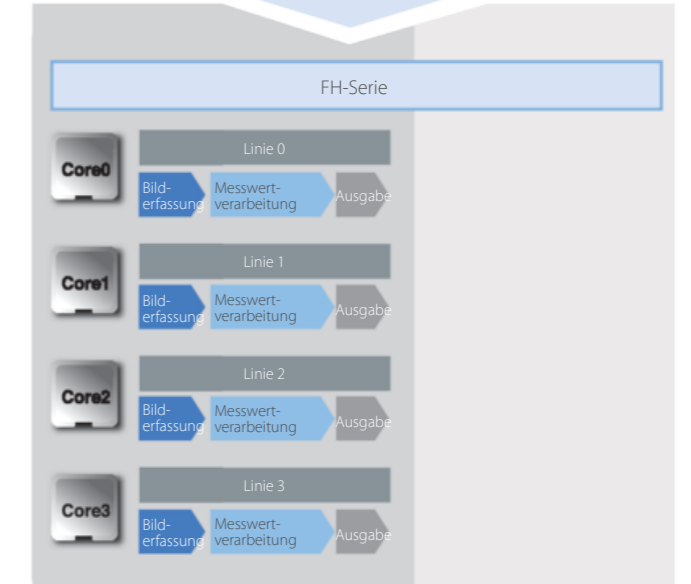 FH-Serie
Core0
Linie 0
Bild-
erfassung
Messwert-
verarbeitung
Ausgabe
Core1
Linie 1
Bild-
erfassung
Messwert-
verarbeitung
Ausgabe
Core2
Linie 2
Bild-
erfassung
Messwert-
verarbeitung
Ausgabe
Core3
Linie 3
Bild-
erfassung
Messwert-
verarbeitung
Ausgabe